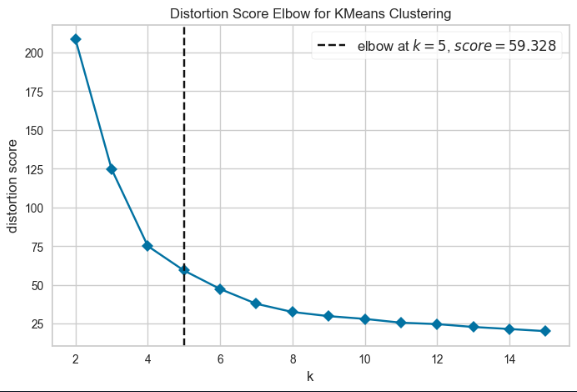 Distortion Score Elbow for KMeans Clustering
elbow at k = 5, score = 59.328
distortion score
200
175
150
125
100
75
50
25
2 4 6 8 10 12 14
k